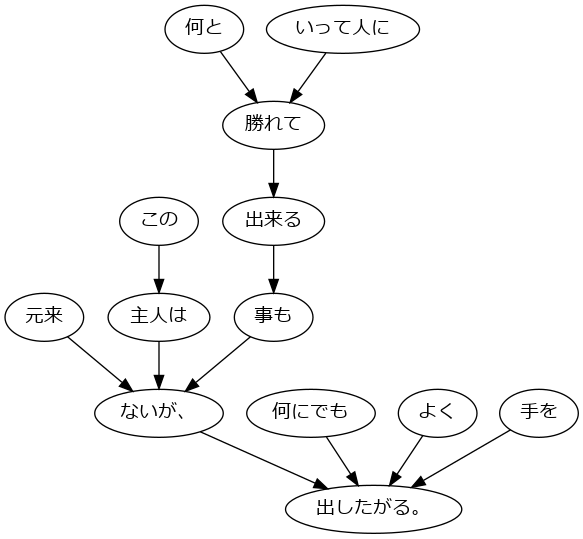 何と
いって人に
勝れて
この
出来る
元来
主人は
事も
ないが、
何にでも
よく
手を
出したがる。